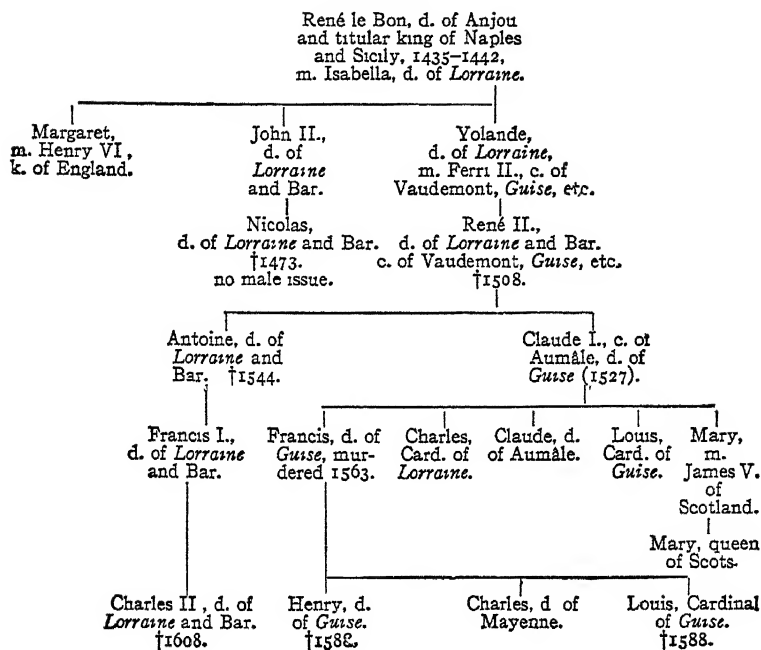 René le Bon, d. of Anjou
and titular king of Naples
and Sicily, 1435–1442,
m. Isabella, d. of Lorraine.
Margaret,
m. Henry VI,
k. of England.
John II.,
d. of
Lorraine
and Bar.
Yolande,
d. of Lorraine,
m. Ferri II., c. of
Vaudemont, Guise, etc.
Nicolas,
d. of Lorraine and Bar.
†1473.
no male issue.
René II.,
d. of Lorraine and Bar.
c. of Vaudemont, Guise, etc.
†1508.
Antoine, d. of
Lorraine and
Bar. †1544.
Claude I., c. of
Aumâle, d. of
Guise (1527).
Francis I.,
d. of Lorraine
and Bar.
Francis, d. of
Guise, mur-
dered 1563.
Charles,
Card. of
Lorraine.
Claude, d.
of Aumâle.
Louis,
Card. of
Guise.
Mary,
m.
James V.
of
Scotland.
Mary, queen
of Scots.
Charles II, d. of
Lorraine and Bar.
†1608.
Henry, d.
of Guise.
†1588.
Charles, d of
Mayenne.
Louis, Cardinal
of Guise.
†1588.